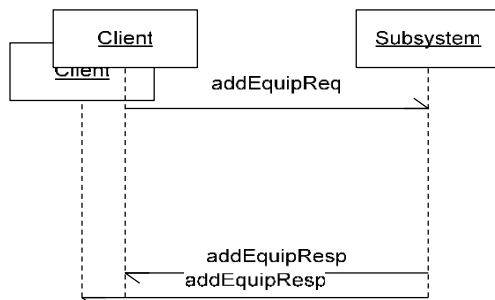 Client
Subsystem
Client
addEquipReq
addEquipResp
addEquipResp